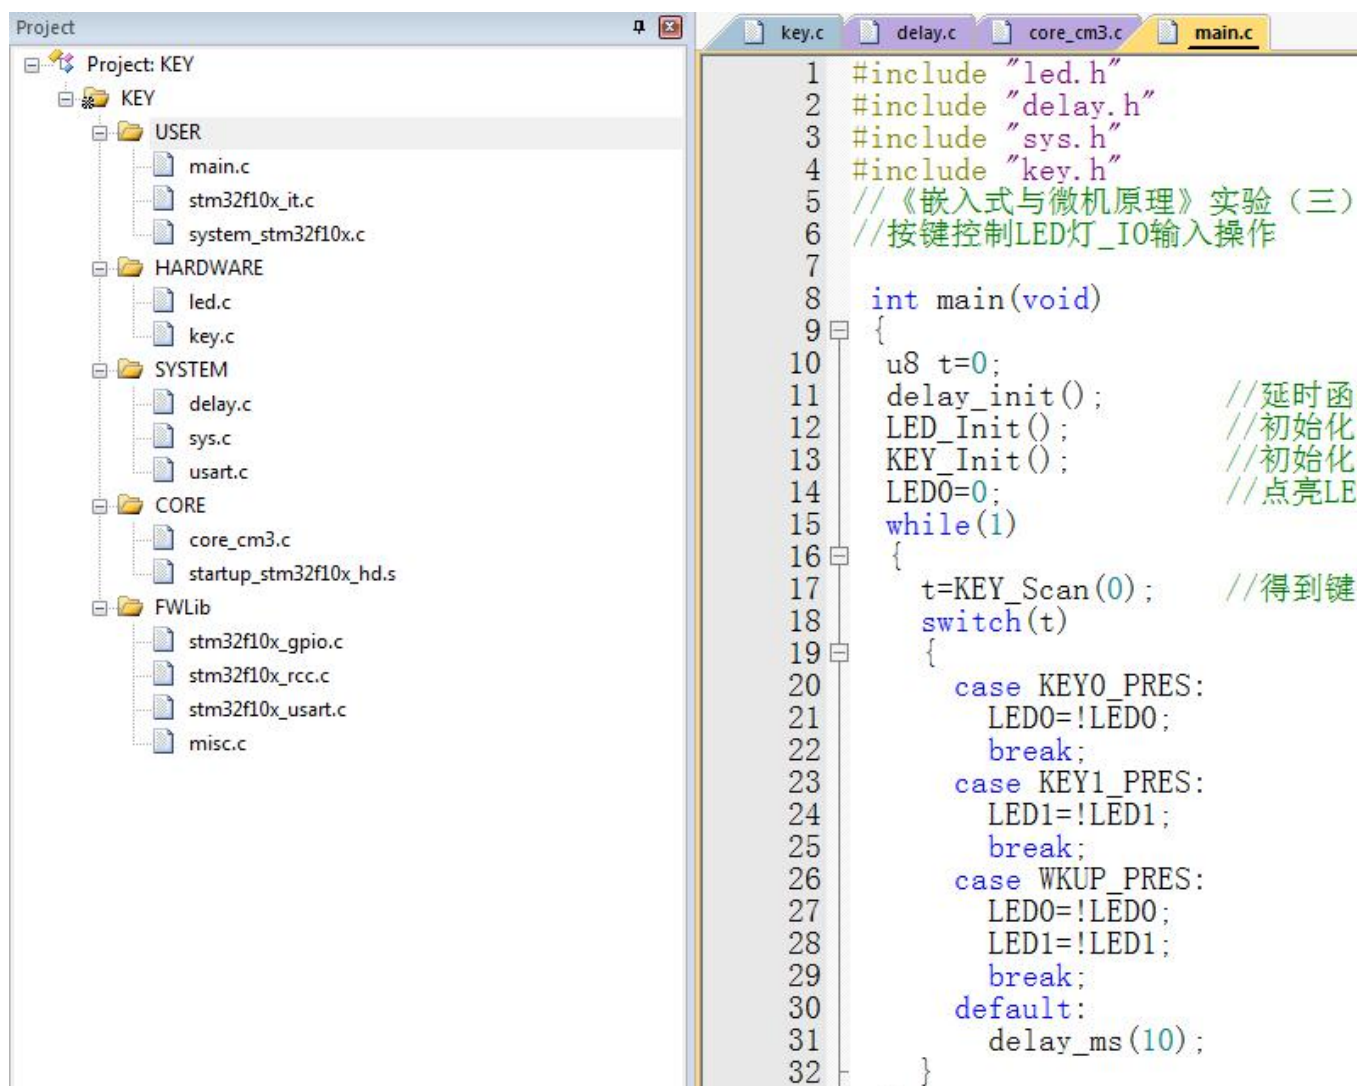 Project
Project: KEY
KEY
USER
main.c
stm32f10x_it.c
system_stm32f10x.c
HARDWARE
led.c
key.c
SYSTEM
delay.c
sys.c
usart.c
CORE
core_cm3.c
startup_stm32f10x_hd.s
FWLib
stm32f10x_gpio.c
stm32f10x_rcc.c
stm32f10x_usart.c
misc.c
key.c delay.c core_cm3.c main.c
1 #include "led.h"
2 #include "delay.h"
3 #include "sys.h"
4 #include "key.h"
5 //《嵌入式与微机原理》实验（三）
6 //按键控制LED灯_IO输入操作
7
8 int main(void)
9 {
10 u8 t=0;
11 delay_init(); //延时函
12 LED_Init(); //初始化
13 KEY_Init(); //初始化
14 LED0=0; //点亮LE
15 while(1)
16 {
17 t=KEY_Scan(0); //得到键
18 switch(t)
19 {
20 case KEY0_PRES:
21 LED0=!LED0;
22 break;
23 case KEY1_PRES:
24 LED1=!LED1;
25 break;
26 case WKUP_PRES:
27 LED0=!LED0;
28 LED1=!LED1;
29 break;
30 default:
31 delay_ms(10);
32 }